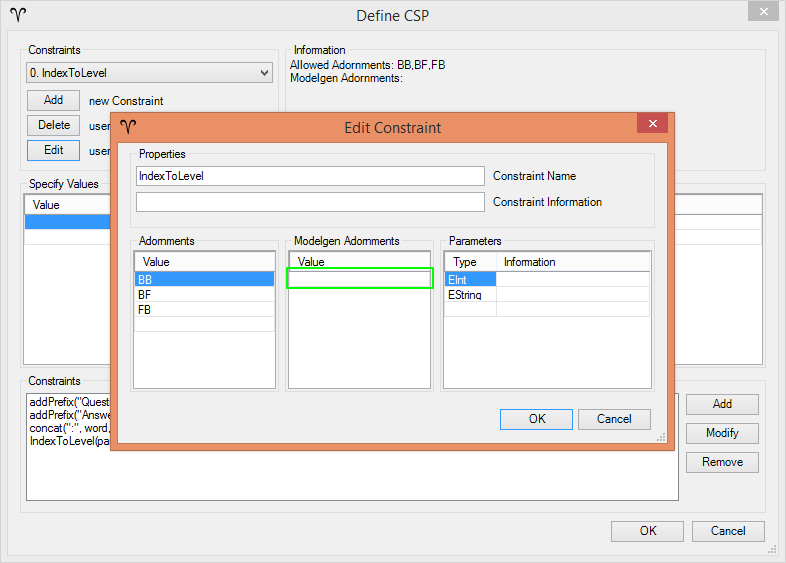 Define CSP
Constraints
0. IndexToLevel
Add new Constraint
Delete user
Edit user
Information
Allowed Adornments: BB,BF,FB
Modelgen Adornments:
Specify Values
Value
Edit Constraint
Properties
IndexToLevel Constraint Name
Constraint Information
Adornments
Value
BB
BF
FB
Modelgen Adornments
Value
Parameters
Type Information
EInt
EString
OK Cancel
Constraints
addPrefix("Questi
addPrefix("Answe
concat(":", word,
IndexToLevel(pa
Add
Modify
Remove
OK Cancel